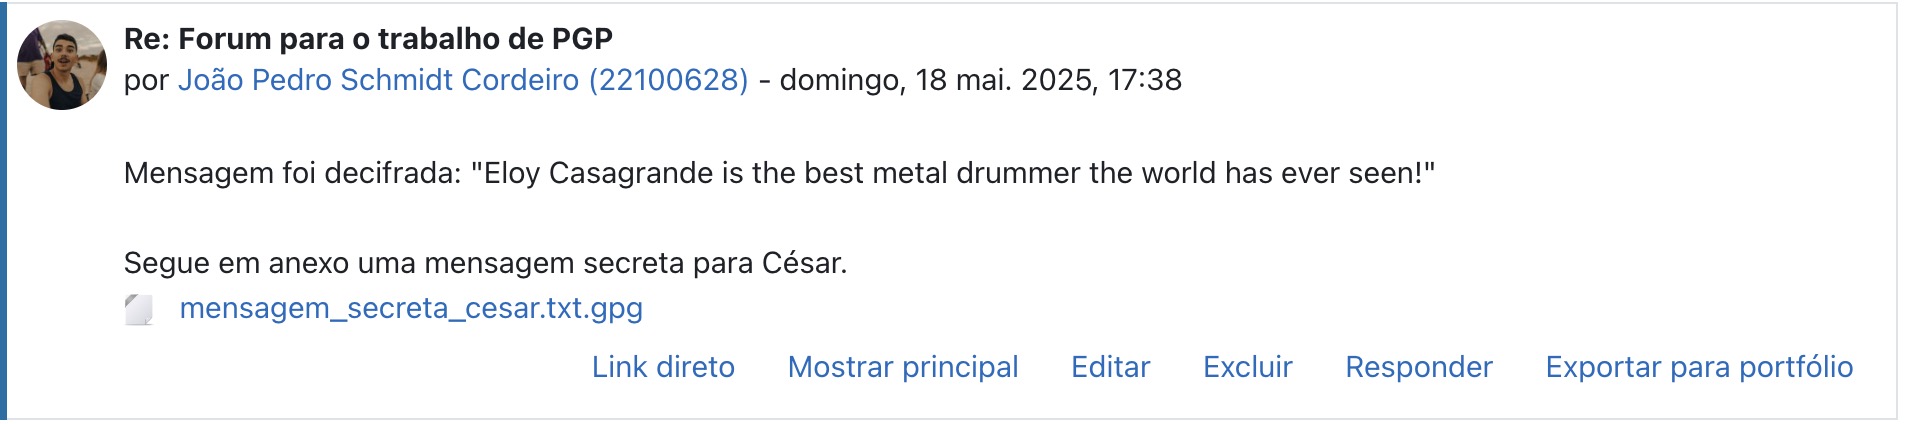 Re: Forum para o trabalho de PGP
por João Pedro Schmidt Cordeiro (22100628) - domingo, 18 mai. 2025, 17:38
Mensagem foi decifrada: "Eloy Casagrande is the best metal drummer the world has ever seen!"
Segue em anexo uma mensagem secreta para César.
mensagem_secreta_cesar.txt.gpg
Link direto Mostrar principal Editar Excluir Responder Exportar para portfólio